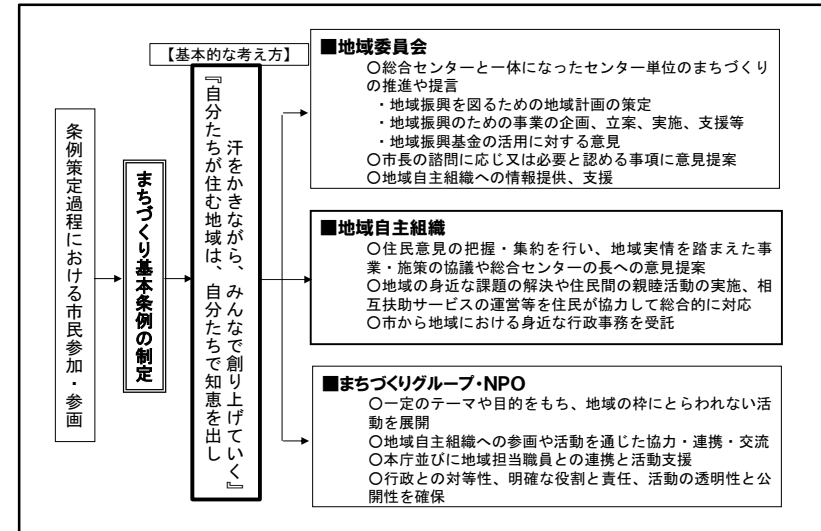 条例策定過程における市民参加・参画
まちづくり基本条例の制定
【基本的な考え方】
『自分たちが住む地域は、自分たちで知恵を出し
汗をかきながら、みんなで創り上げていく』
■地域委員会
○総合センターと一体になったセンター単位のまちづくり
の推進や提言
・地域振興を図るための地域計画の策定
・地域振興のための事業の企画、立案、実施、支援等
・地域振興基金の活用に対する意見
○市長の諮問に応じ又は必要と認める事項に意見提案
○地域自主組織への情報提供、支援
■地域自主組織
○住民意見の把握・集約を行い、地域実情を踏まえた事
業・施策の協議や総合センターの長への意見提案
○地域の身近な課題の解決や住民間の親睦活動の実施、相
互扶助サービスの運営等を住民が協力して総合的に対応
○市から地域における身近な行政事務を受託
■まちづくりグループ・NPO
○一定のテーマや目的をもち、地域の枠にとらわれない活
動を展開
○地域自主組織への参画や活動を通じた協力・連携・交流
○本庁並びに地域担当職員との連携と活動支援
○行政との対等性、明確な役割と責任、活動の透明性と公
開性を確保